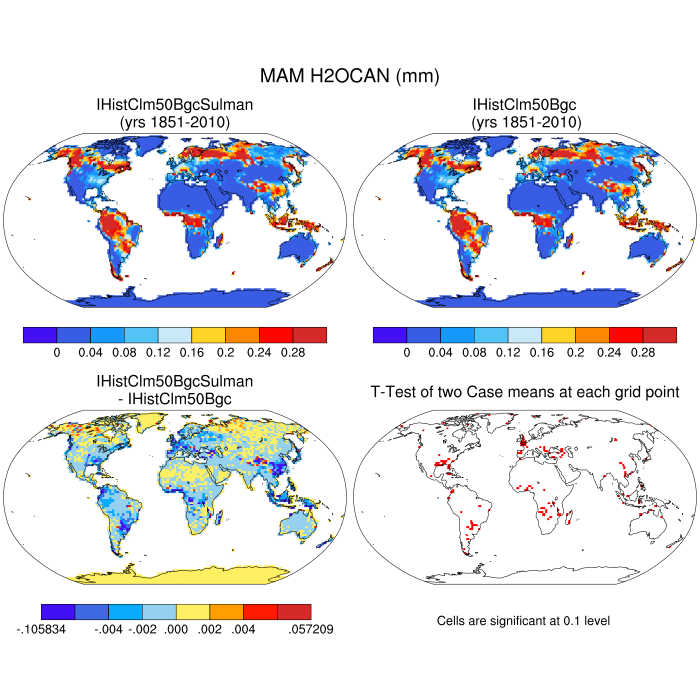 MAM H2OCAN (mm)
IHistClm50BgcSulman
(yrs 1851-2010)
IHistClm50Bgc
(yrs 1851-2010)
0 0.04 0.08 0.12 0.16 0.2 0.24 0.28
0 0.04 0.08 0.12 0.16 0.2 0.24 0.28
IHistClm50BgcSulman
- IHistClm50Bgc
T-Test of two Case means at each grid point
-.105834 -.004 -.002 .000 .002 .004 .057209
Cells are significant at 0.1 level